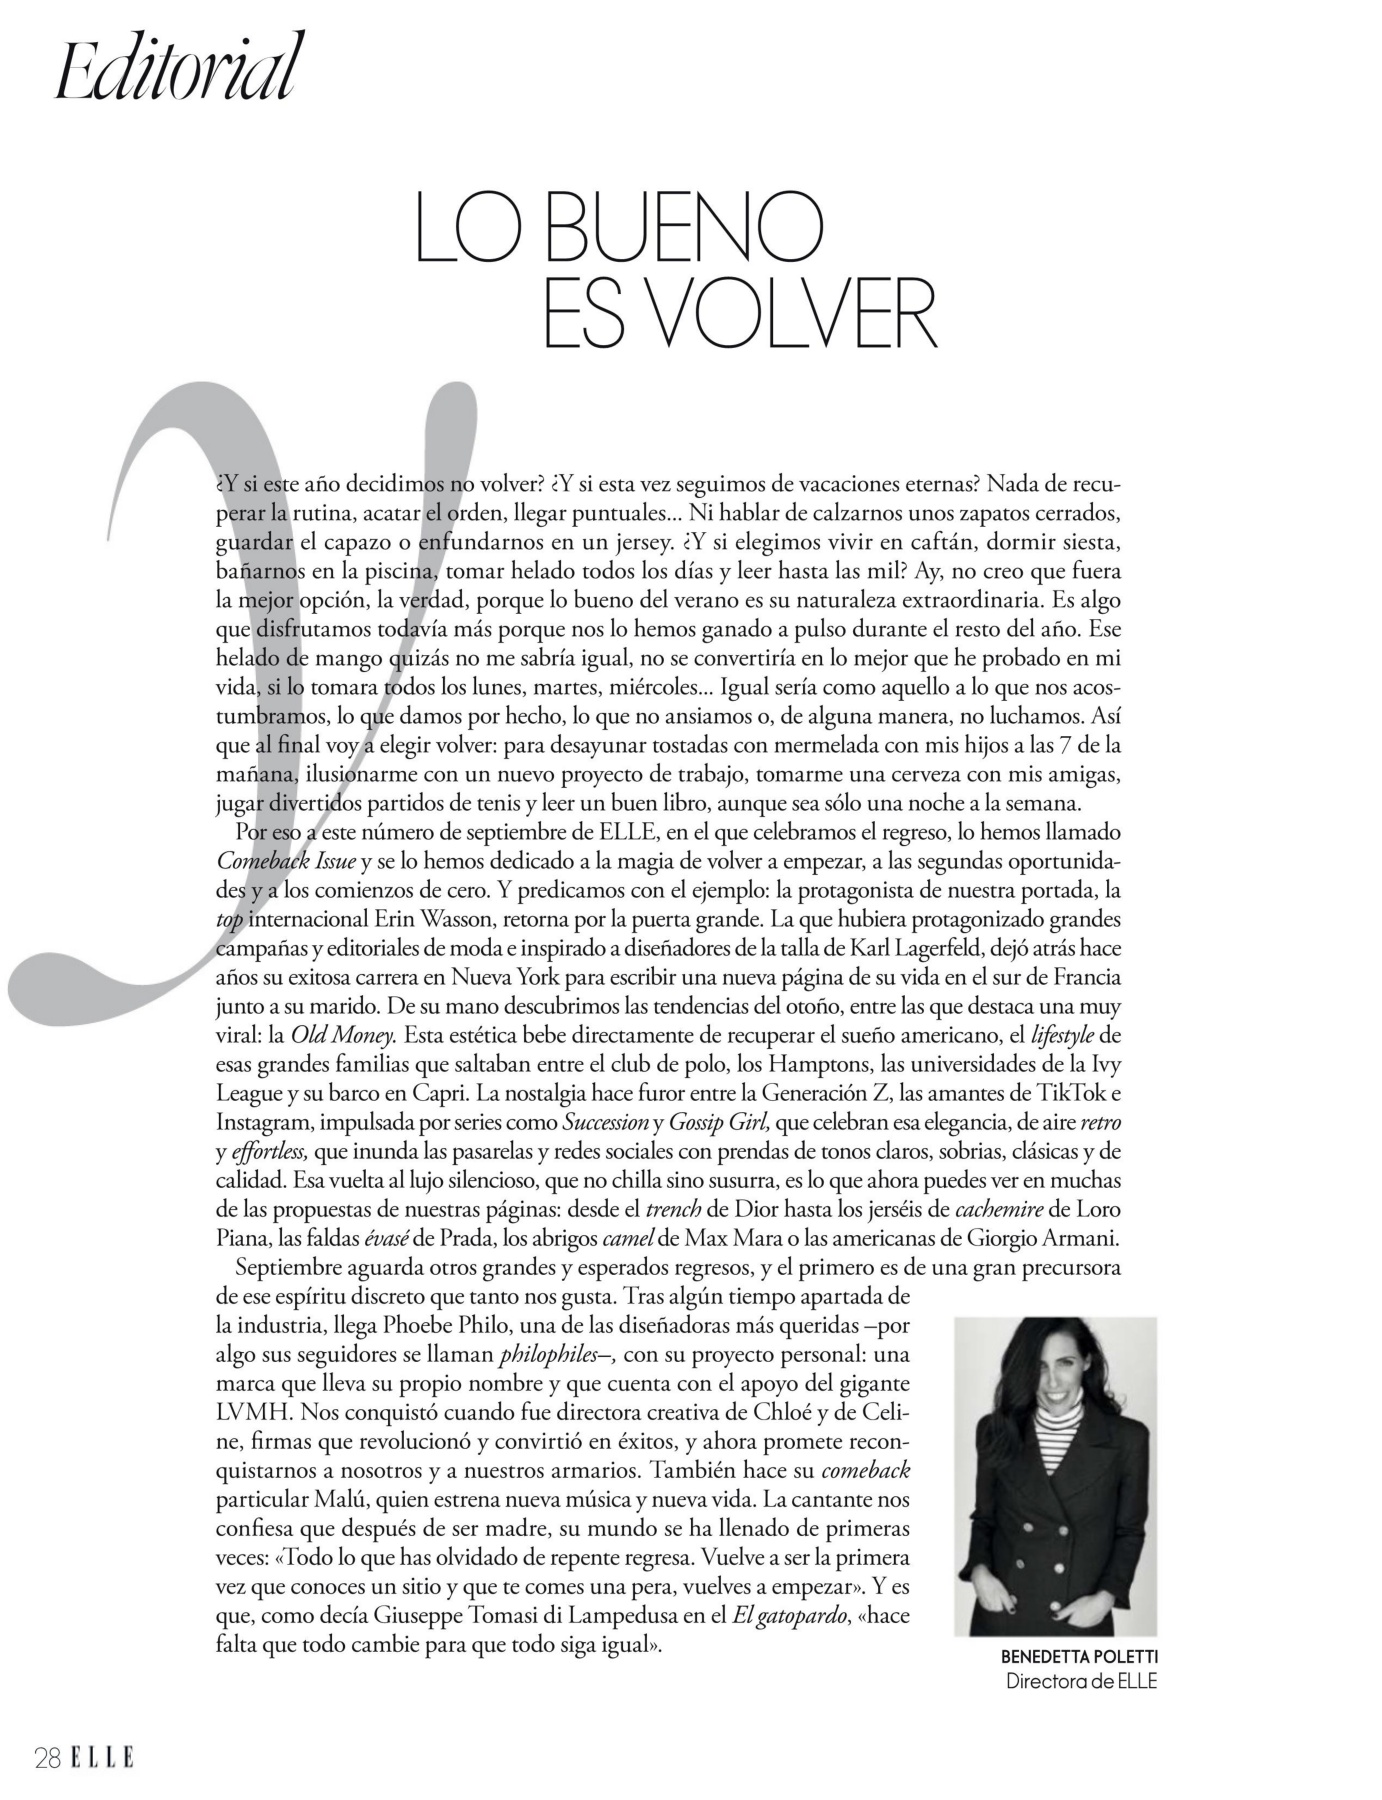 Editorial
LO BUENO
ES VOLVER
Y
¿Y si este año decidimos no volver? ¿Y si esta vez seguimos de vacaciones eternas? Nada de recu-
perar la rutina, acatar el orden, llegar puntuales... Ni hablar de calzarnos unos zapatos cerrados,
guardar el capazo o enfundarnos en un jersey. ¿Y si elegimos vivir en caftán, dormir siesta,
bañarnos en la piscina, tomar helado todos los días y leer hasta las mil? Ay, no creo que fuera
la mejor opción, la verdad, porque lo bueno del verano es su naturaleza extraordinaria. Es algo
que disfrutamos todavía más porque nos lo hemos ganado a pulso durante el resto del año. Ese
helado de mango quizás no me sabría igual, no se convertiría en lo mejor que he probado en mi
vida, si lo tomara todos los lunes, martes, miércoles... Igual sería como aquello a lo que nos acos-
tumbramos, lo que damos por hecho, lo que no ansiamos o, de alguna manera, no luchamos. Así
que al final voy a elegir volver: para desayunar tostadas con mermelada con mis hijos a las 7 de la
mañana, ilusionarme con un nuevo proyecto de trabajo, tomarme una cerveza con mis amigas,
jugar divertidos partidos de tenis y leer un buen libro, aunque sea sólo una noche a la semana.
Por eso a este número de septiembre de ELLE, en el que celebramos el regreso, lo hemos llamado
Comeback Issue y se lo hemos dedicado a la magia de volver a empezar, a las segundas oportunida-
des y a los comienzos de cero. Y predicamos con el ejemplo: la protagonista de nuestra portada, la
top internacional Erin Wasson, retorna por la puerta grande. La que hubiera protagonizado grandes
campañas y editoriales de moda e inspirado a diseñadores de la talla de Karl Lagerfeld, dejó atrás hace
años su exitosa carrera en Nueva York para escribir una nueva página de su vida en el sur de Francia
junto a su marido. De su mano descubrimos las tendencias del otoño, entre las que destaca una muy
viral: la Old Money. Esta estética bebe directamente de recuperar el sueño americano, el lifestyle de
esas grandes familias que saltaban entre el club de polo, los Hamptons, las universidades de la Ivy
League y su barco en Capri. La nostalgia hace furor entre la Generación Z, las amantes de TikTok e
Instagram, impulsada por series como Succession y Gossip Girl, que celebran esa elegancia, de aire retro
y effortless, que inunda las pasarelas y redes sociales con prendas de tonos claros, sobrias, clásicas y de
calidad. Esa vuelta al lujo silencioso, que no chilla sino susurra, es lo que ahora puedes ver en muchas
de las propuestas de nuestras páginas: desde el trench de Dior hasta los jerséis de cachemire de Loro
Piana, las faldas évasé de Prada, los abrigos camel de Max Mara o las americanas de Giorgio Armani.
Septiembre aguarda otros grandes y esperados regresos, y el primero es de una gran precursora
de ese espíritu discreto que tanto nos gusta. Tras algún tiempo apartada de
la industria, llega Phoebe Philo, una de las diseñadoras más queridas –por
algo sus seguidores se llaman philophiles–, con su proyecto personal: una
marca que lleva su propio nombre y que cuenta con el apoyo del gigante
LVMH. Nos conquistó cuando fue directora creativa de Chloé y de Celi-
ne, firmas que revolucionó y convirtió en éxitos, y ahora promete recon-
quistarnos a nosotros y a nuestros armarios. También hace su comeback
particular Malú, quien estrena nueva música y nueva vida. La cantante nos
confiesa que después de ser madre, su mundo se ha llenado de primeras
veces: «Todo lo que has olvidado de repente regresa. Vuelve a ser la primera
vez que conoces un sitio y que te comes una pera, vuelves a empezar». Y es
que, como decía Giuseppe Tomasi di Lampedusa en el El gatopardo, «hace
falta que todo cambie para que todo siga igual».
BENEDETTA POLETTI
Directora de ELLE
28 ELLE